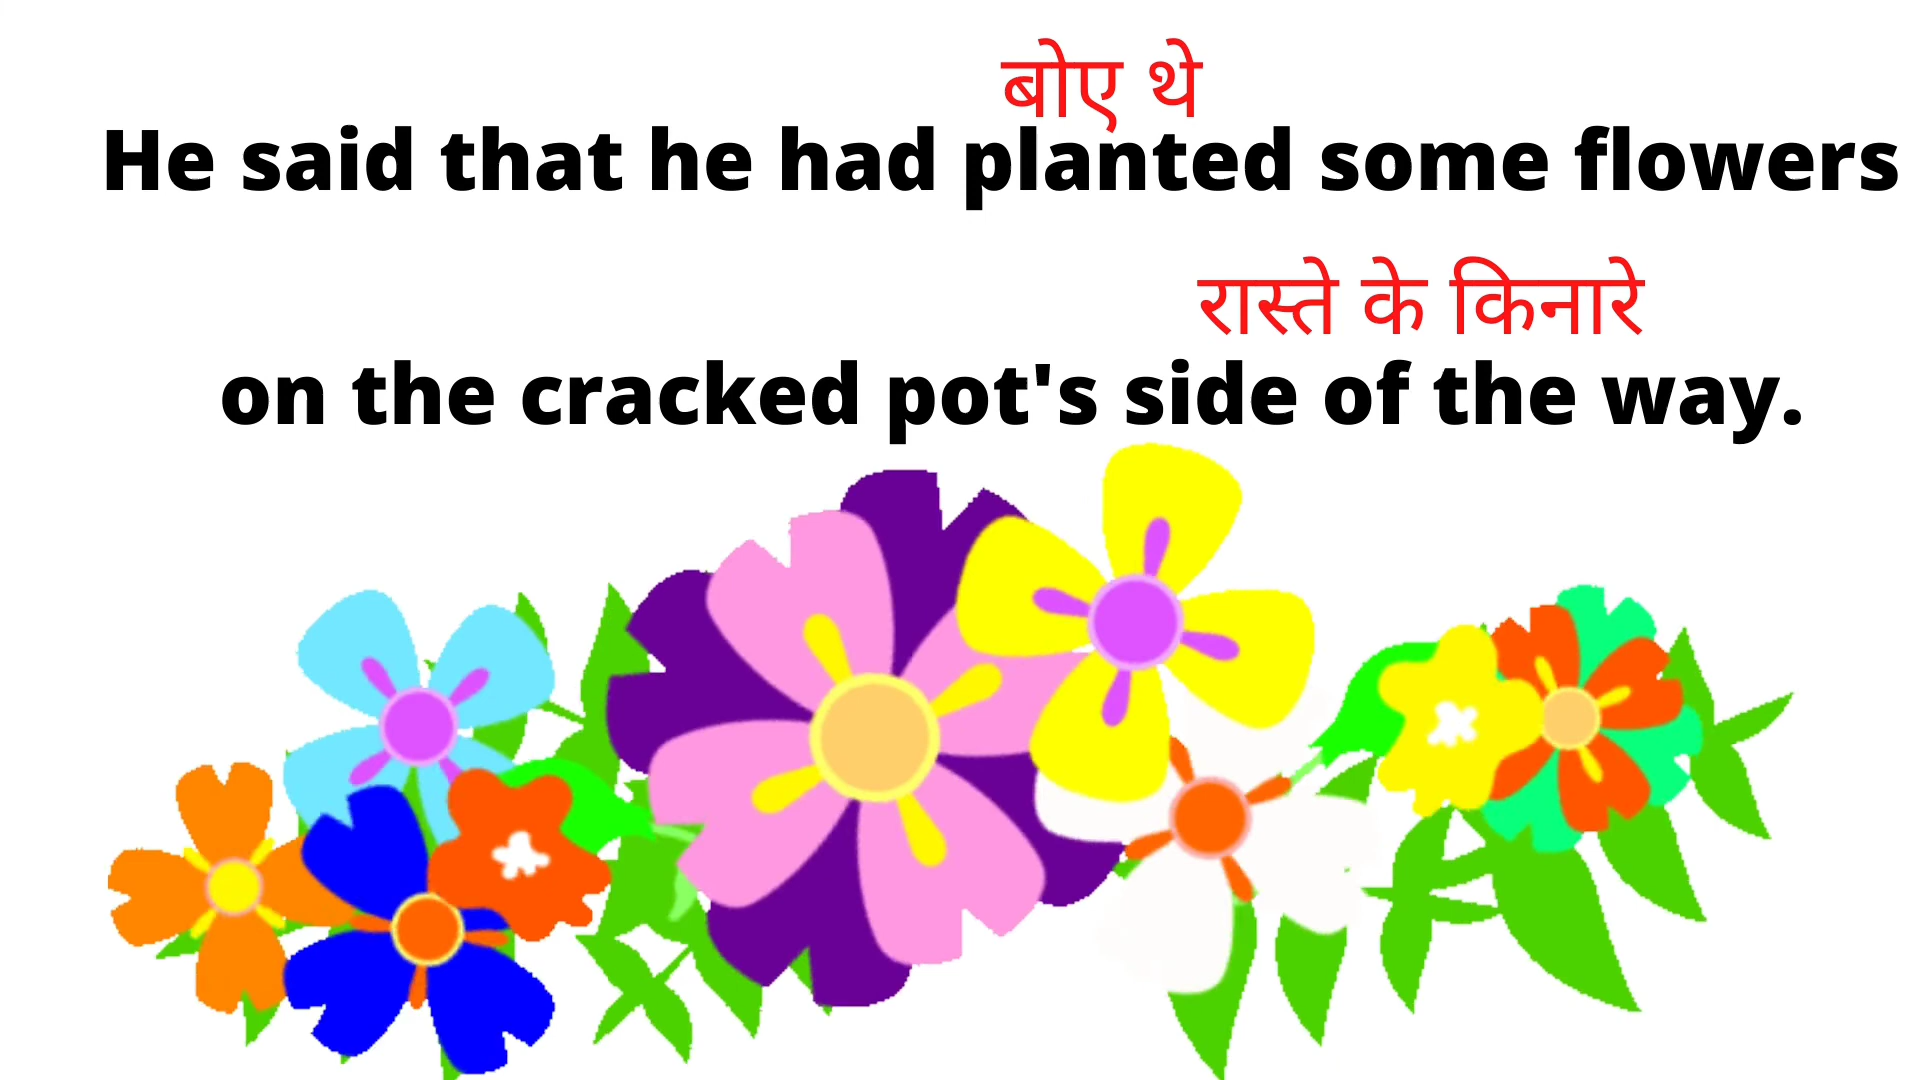 बोए थे
He said that he had planted some flowers
रास्ते के किनारे
on the cracked pot's side of the way.